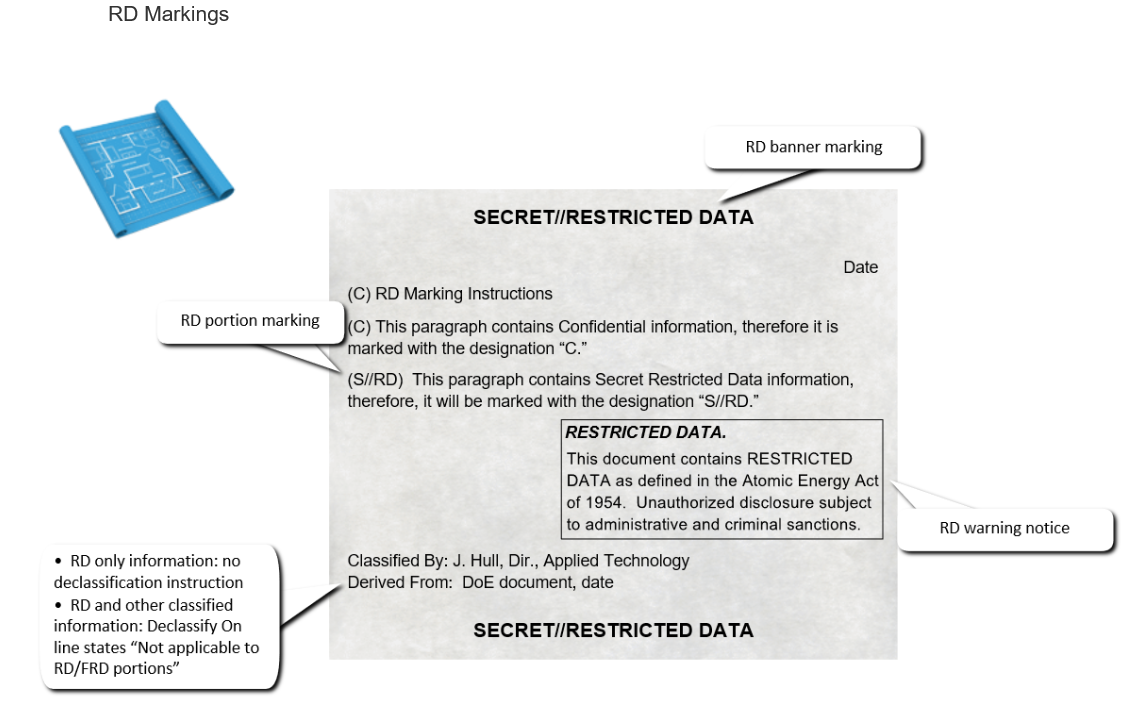 RD Markings
RD banner marking
SECRET//RESTRICTED DATA
Date
(C) RD Marking Instructions
RD portion marking
(C) This paragraph contains Confidential information, therefore it is
marked with the designation “C.”
(S//RD)  This paragraph contains Secret Restricted Data information,
therefore, it will be marked with the designation “S//RD.”
RESTRICTED DATA.
This document contains RESTRICTED
DATA as defined in the Atomic Energy Act
of 1954.  Unauthorized disclosure subject
to administrative and criminal sanctions.
RD warning notice
• RD only information: no
declassification instruction
• RD and other classified
information: Declassify On
line states “Not applicable to
RD/FRD portions”
Classified By: J. Hull, Dir., Applied Technology
Derived From:  DoE document, date
SECRET//RESTRICTED DATA